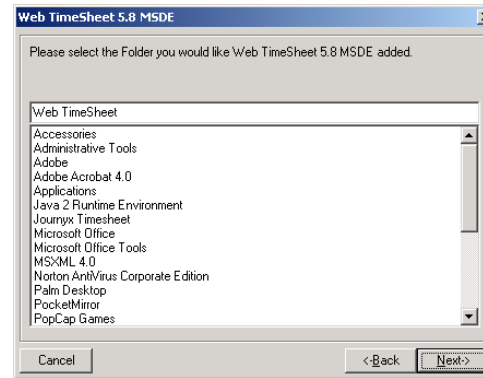 Web TimeSheet 5.8 MSDE
Please select the Folder you would like Web TimeSheet 5.8 MSDE added.
Web TimeSheet
Accessories
Administrative Tools
Adobe
Adobe Acrobat 4.0
Applications
Java 2 Runtime Environment
Journyx Timesheet
Microsoft Office
Microsoft Office Tools
MSXML 4.0
Norton AntiVirus Corporate Edition
Palm Desktop
PocketMirror
PopCap Games
Cancel
<-Back
Next->